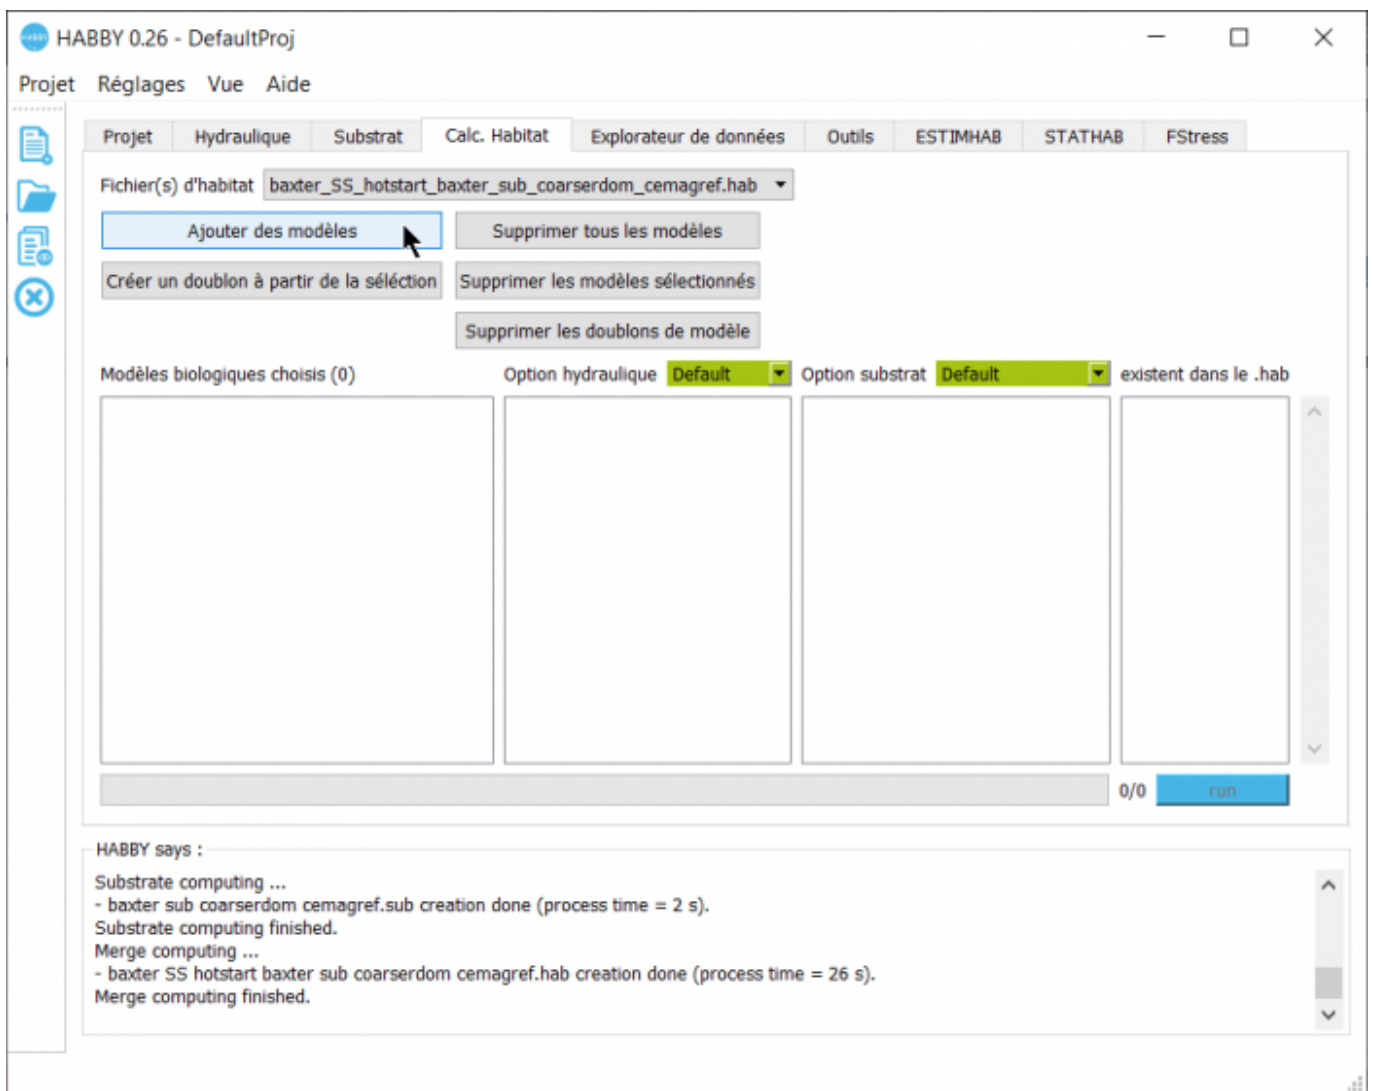 HABBY 0.26 - DefaultProj
Projet Réglages Vue Aide
Projet Hydraulique Substrat Calc. Habitat Explorateur de données Outils ESTIMHAB STATHAB FStress
Fichier(s) d'habitat baxter_SS_hotstart_baxter_sub_coarserdom_cemagref.hab
Ajouter des modèles Supprimer tous les modèles
Créer un doublon à partir de la séléction Supprimer les modèles sélectionnés
Supprimer les doublons de modèle
Modèles biologiques choisis (0) Option hydraulique Default Option substrat Default existent dans le .hab
0/0 run
HABBY says :
Substrate computing ...
- baxter sub coarserdom cemagref.sub creation done (process time = 2 s).
Substrate computing finished.
Merge computing ...
- baxter SS hotstart baxter sub coarserdom cemagref.hab creation done (process time = 26 s).
Merge computing finished.